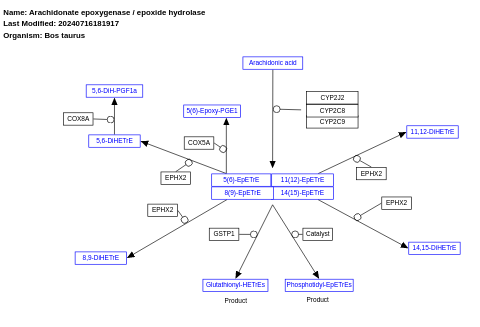 Name: Arachidonate epoxygenase / epoxide hydrolase
Last Modified: 20240716181917
Organism: Bos taurus
Arachidonic acid
5,6-DiH-PGF1a
CYP2J2
5(6)-Epoxy-PGE1
CYP2C8
COX8A
CYP2C9
11,12-DiHETrE
5,6-DiHETrE
COX5A
EPHX2
EPHX2
5(6)-EpETrE
11(12)-EpETrE
8(9)-EpETrE
14(15)-EpETrE
EPHX2
EPHX2
GSTP1
Catalyst
14,15-DiHETrE
8,9-DiHETrE
Glutathionyl-HETrEs
Phosphotidyl-EpETrEs
Product
Product